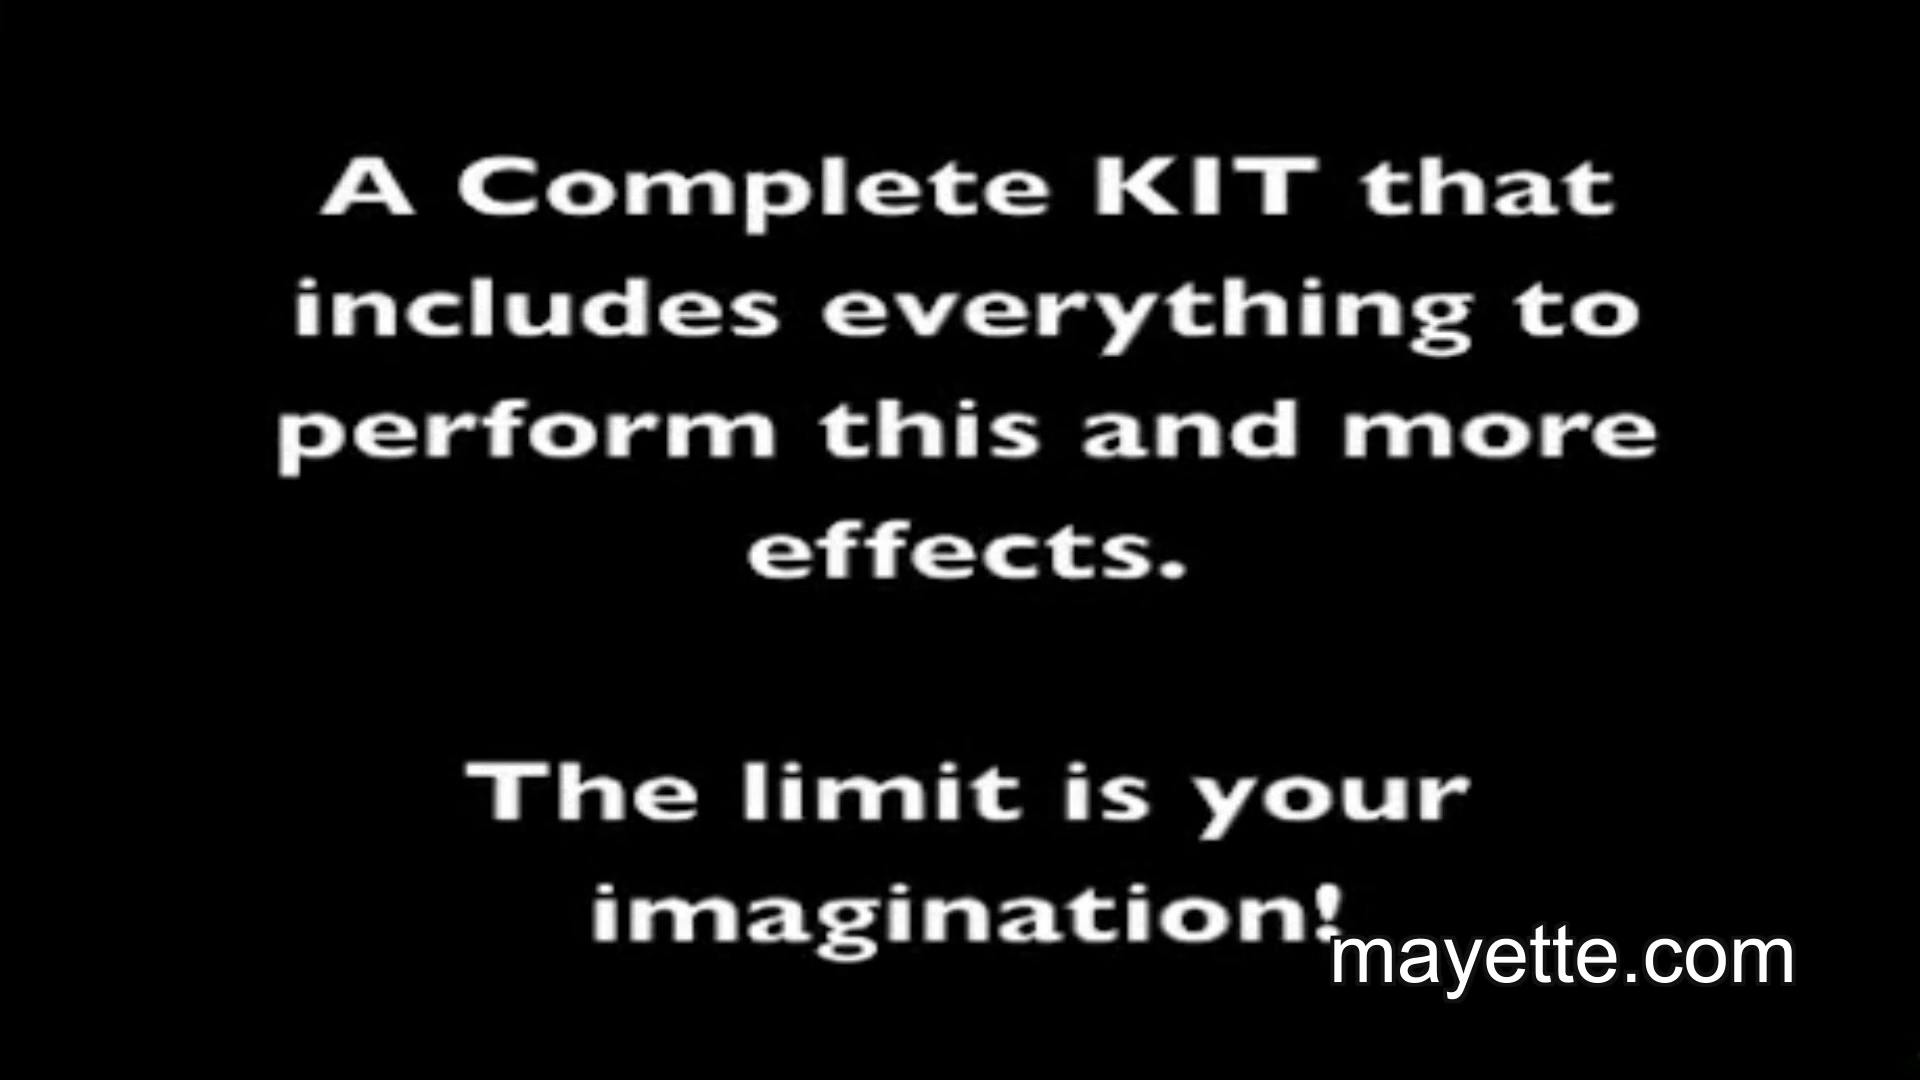 A Complete KIT that
includes everything to
perform this and more
effects.
The limit is your
imagination!
mayette.com